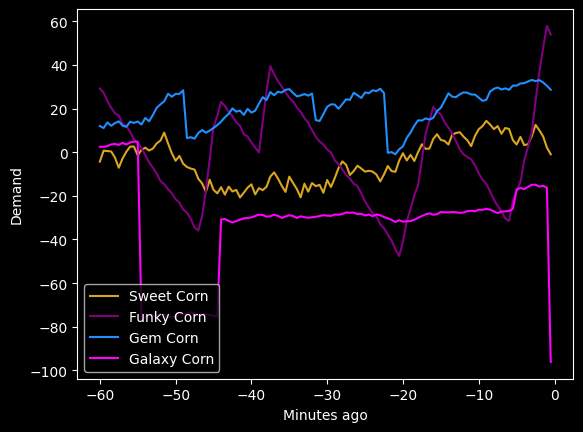 60
40
20
0
−20
−40
−60
−80
−100
Demand
Sweet Corn
Funky Corn
Gem Corn
Galaxy Corn
−60 −50 −40 −30 −20 −10 0
Minutes ago